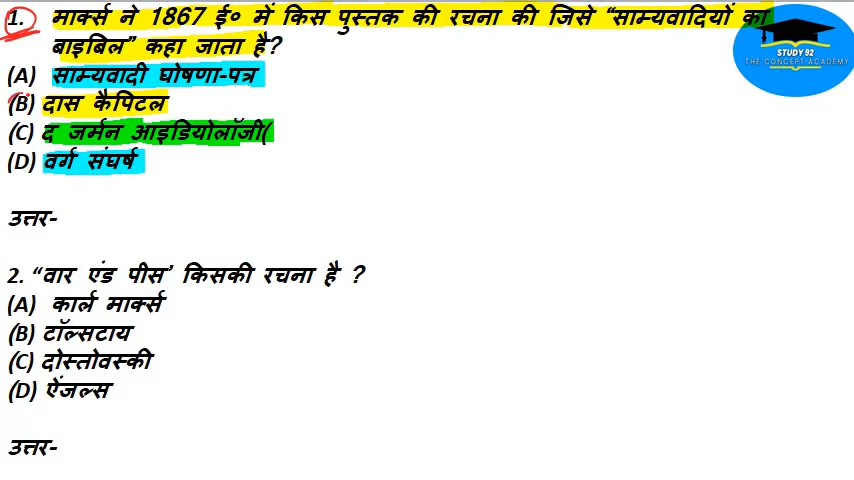 1. मार्क्स ने 1867 ई० में किस पुस्तक की रचना की जिसे “साम्यवादियों का
बाइबिल” कहा जाता है?
(A) साम्यवादी घोषणा-पत्र
(B) दास कैपिटल
(C) द जर्मन आइडियोलॉजी(
(D) वर्ग संघर्ष
उत्तर-
2. “वार एंड पीस’ किसकी रचना है ?
(A) कार्ल मार्क्स
(B) टॉल्सटाय
(C) दोस्तोवस्की
(D) ऐंजल्स
उत्तर-
STUDY 92
THE CONCEPT ACADEMY